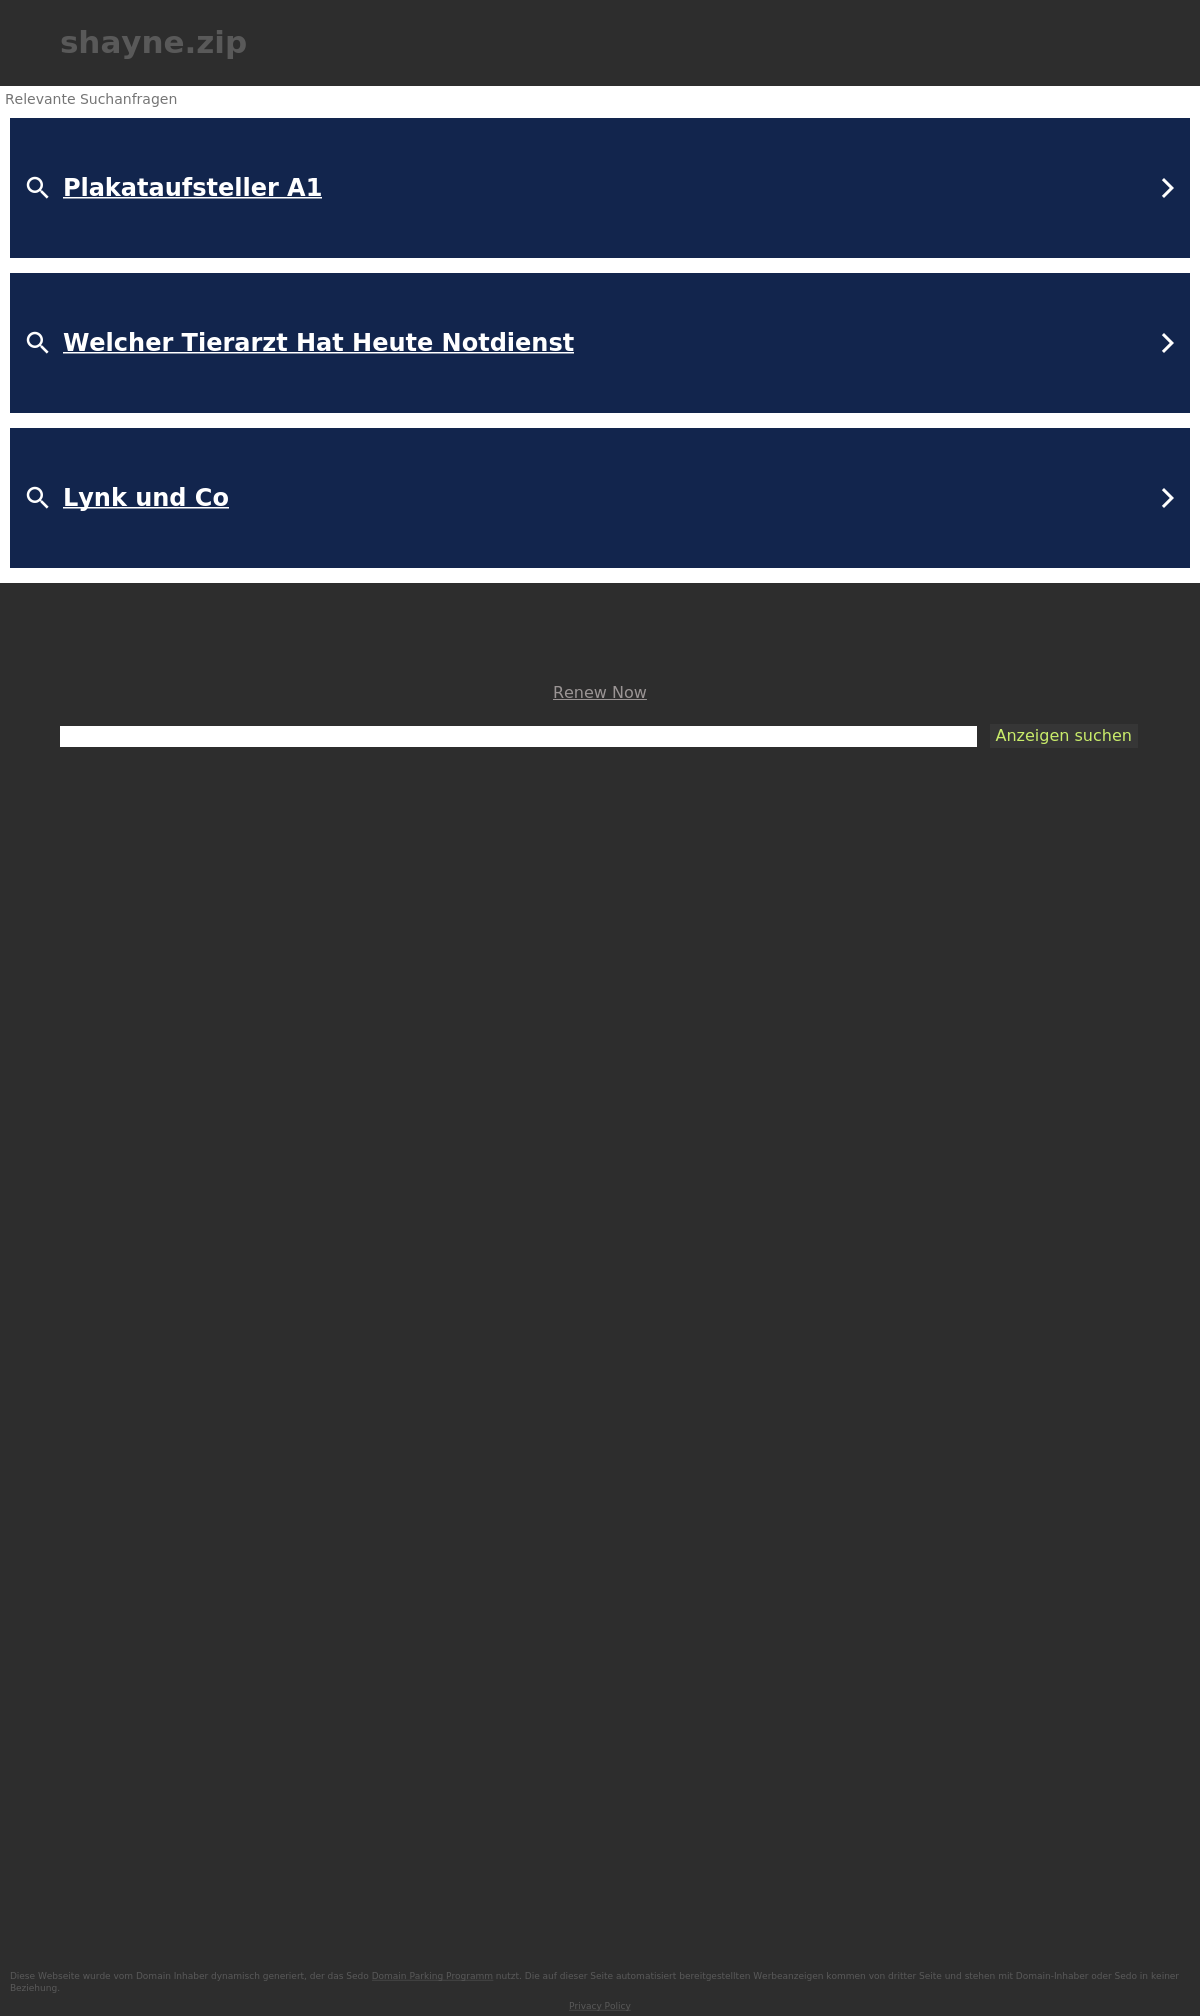 shayne.zip
Relevante Suchanfragen
Plakataufsteller A1
Welcher Tierarzt Hat Heute Notdienst
Lynk und Co
Renew Now
Anzeigen suchen
Diese Webseite wurde vom Domain Inhaber dynamisch generiert, der das Sedo Domain Parking Programm nutzt. Die auf dieser Seite automatisiert bereitgestellten Werbeanzeigen kommen von dritter Seite und stehen mit Domain-Inhaber oder Sedo in keiner
Beziehung.
Privacy Policy